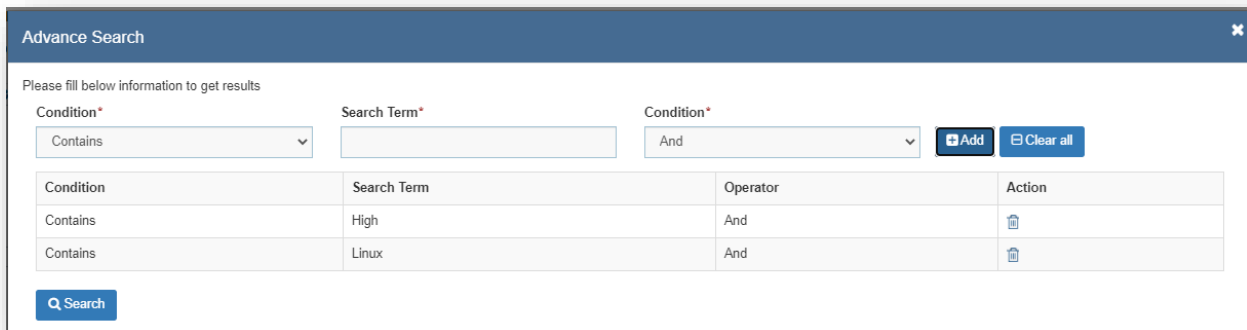 Advance Search
Please fill below information to get results
Condition* Search Term* Condition*
Contains And Add Clear all
Condition Search Term Operator Action
Contains High And
Contains Linux And
Search